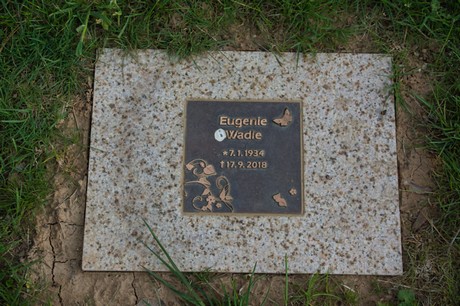 Eugenie
Wadie
* 7. 1. 1934
† 17. 9. 2018